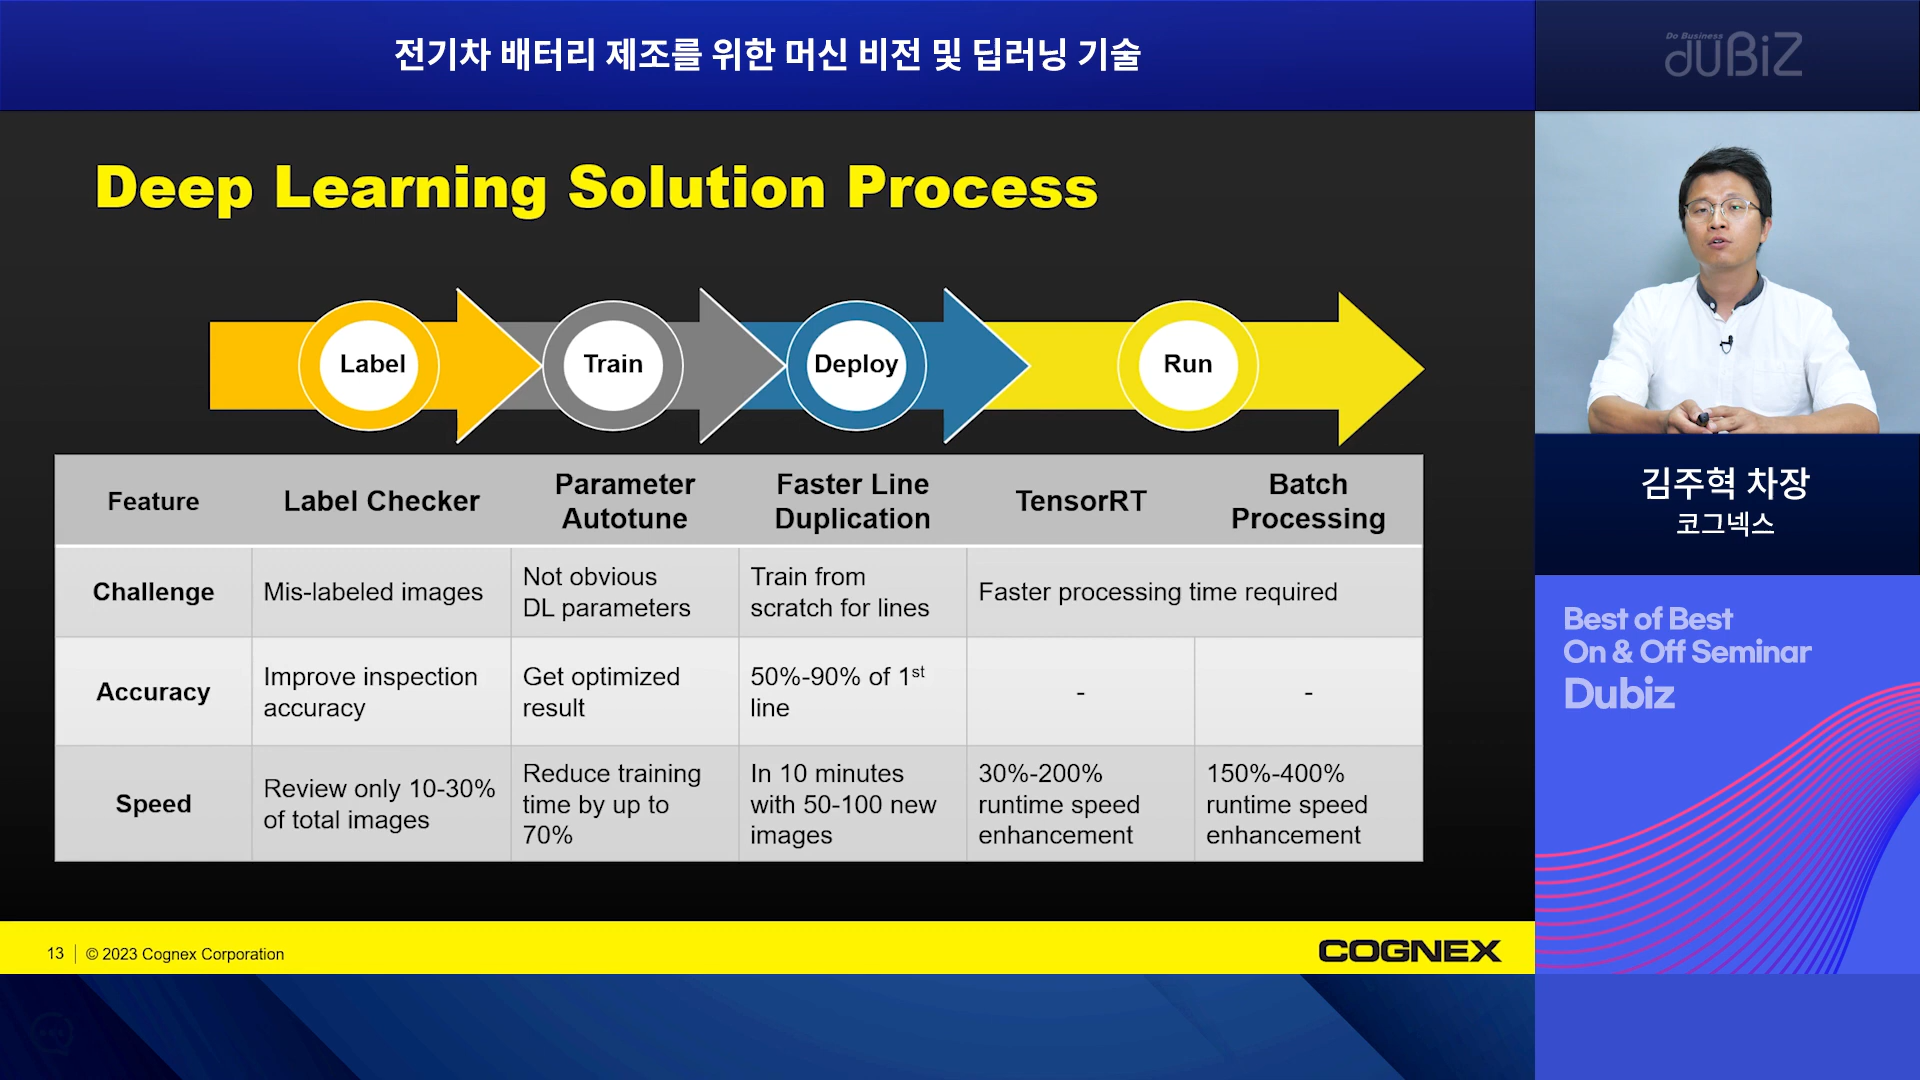 전기차 배터리 제조를 위한 머신 비전 및 딥러닝 기술
Do Business
duBiZ
Deep Learning Solution Process
Label
Train
Deploy
Run
Feature
Label Checker
Parameter
Autotune
Faster Line
Duplication
TensorRT
Batch
Processing
Challenge
Mis-labeled images
Not obvious
DL parameters
Train from
scratch for lines
Faster processing time required
Accuracy
Improve inspection
accuracy
Get optimized
result
50%-90% of 1st
line
-
-
Speed
Review only 10-30%
of total images
Reduce training
time by up to
70%
In 10 minutes
with 50-100 new
images
30%-200%
runtime speed
enhancement
150%-400%
runtime speed
enhancement
13
© 2023 Cognex Corporation
COGNEX
김주혁 차장
코그넥스
Best of Best
On & Off Seminar
Dubiz